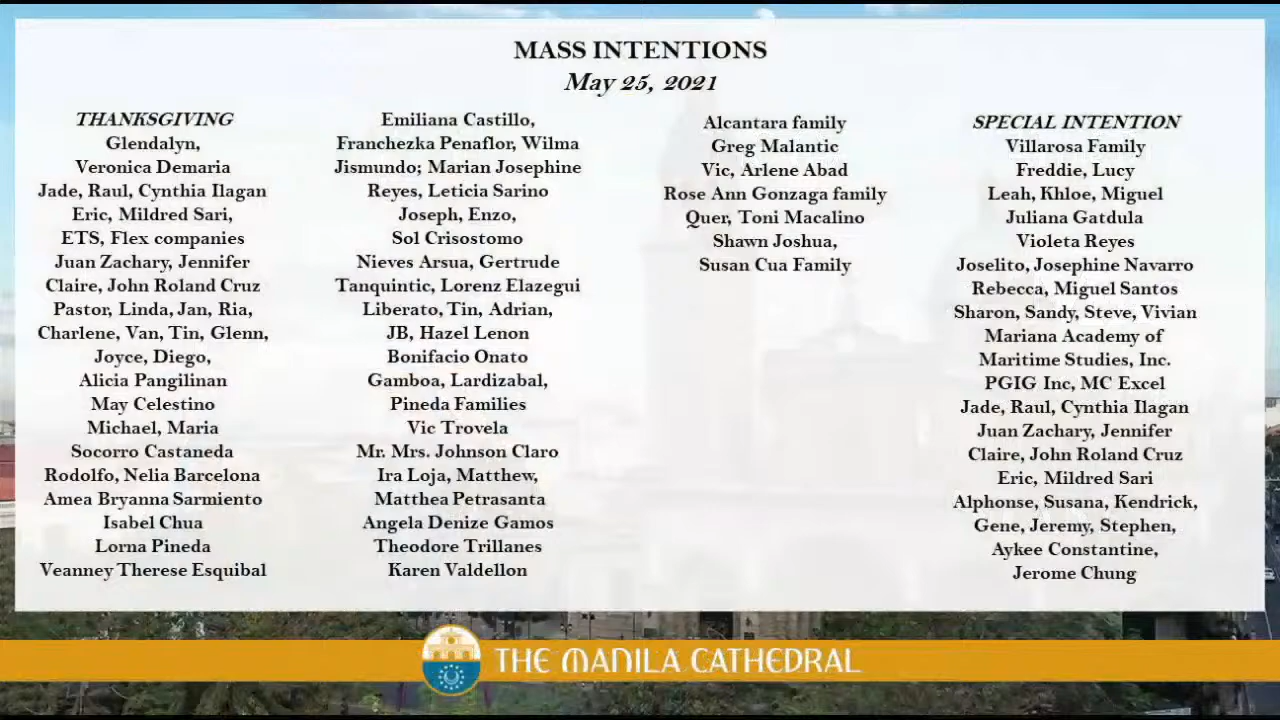 MASS INTENTIONS
May 25, 2021
THANKSGIVING
Glendalyn,
Veronica Demaria
Jade, Raul, Cynthia Ilagan
Eric, Mildred Sari,
ETS, Flex companies
Juan Zachary, Jennifer
Claire, John Roland Cruz
Pastor, Linda, Jan, Ria,
Charlene, Van, Tin, Glenn,
Joyce, Diego,
Alicia Pangilinan
May Celestino
Michael, Maria
Socorro Castaneda
Rodolfo, Nelia Barcelona
Amea Bryanna Sarmiento
Isabel Chua
Lorna Pineda
Veanney Therese Esquibal
Emiliana Castillo,
Franchezka Penaflor, Wilma
Jismundo; Marian Josephine
Reyes, Leticia Sarino
Joseph, Enzo,
Sol Crisostomo
Nieves Arsua, Gertrude
Tanquintic, Lorenz Elazegui
Liberato, Tin, Adrian,
JB, Hazel Lenon
Bonifacio Onato
Gamboa, Lardizabal,
Pineda Families
Vic Trovela
Mr. Mrs. Johnson Claro
Ira Loja, Matthew,
Matthea Petrasanta
Angela Denize Gamos
Theodore Trillanes
Karen Valdellon
Alcantara family
Greg Malantic
Vic, Arlene Abad
Rose Ann Gonzaga family
Quer, Toni Macalino
Shawn Joshua,
Susan Cua Family
SPECIAL INTENTION
Villarosa Family
Freddie, Lucy
Leah, Khloe, Miguel
Juliana Gatdula
Violeta Reyes
Joselito, Josephine Navarro
Rebecca, Miguel Santos
Sharon, Sandy, Steve, Vivian
Mariana Academy of
Maritime Studies, Inc.
PGIG Inc, MC Excel
Jade, Raul, Cynthia Ilagan
Juan Zachary, Jennifer
Claire, John Roland Cruz
Eric, Mildred Sari
Alphonse, Susana, Kendrick,
Gene, Jeremy, Stephen,
Aykee Constantine,
Jerome Chung
THE MANILA CATHEDRAL